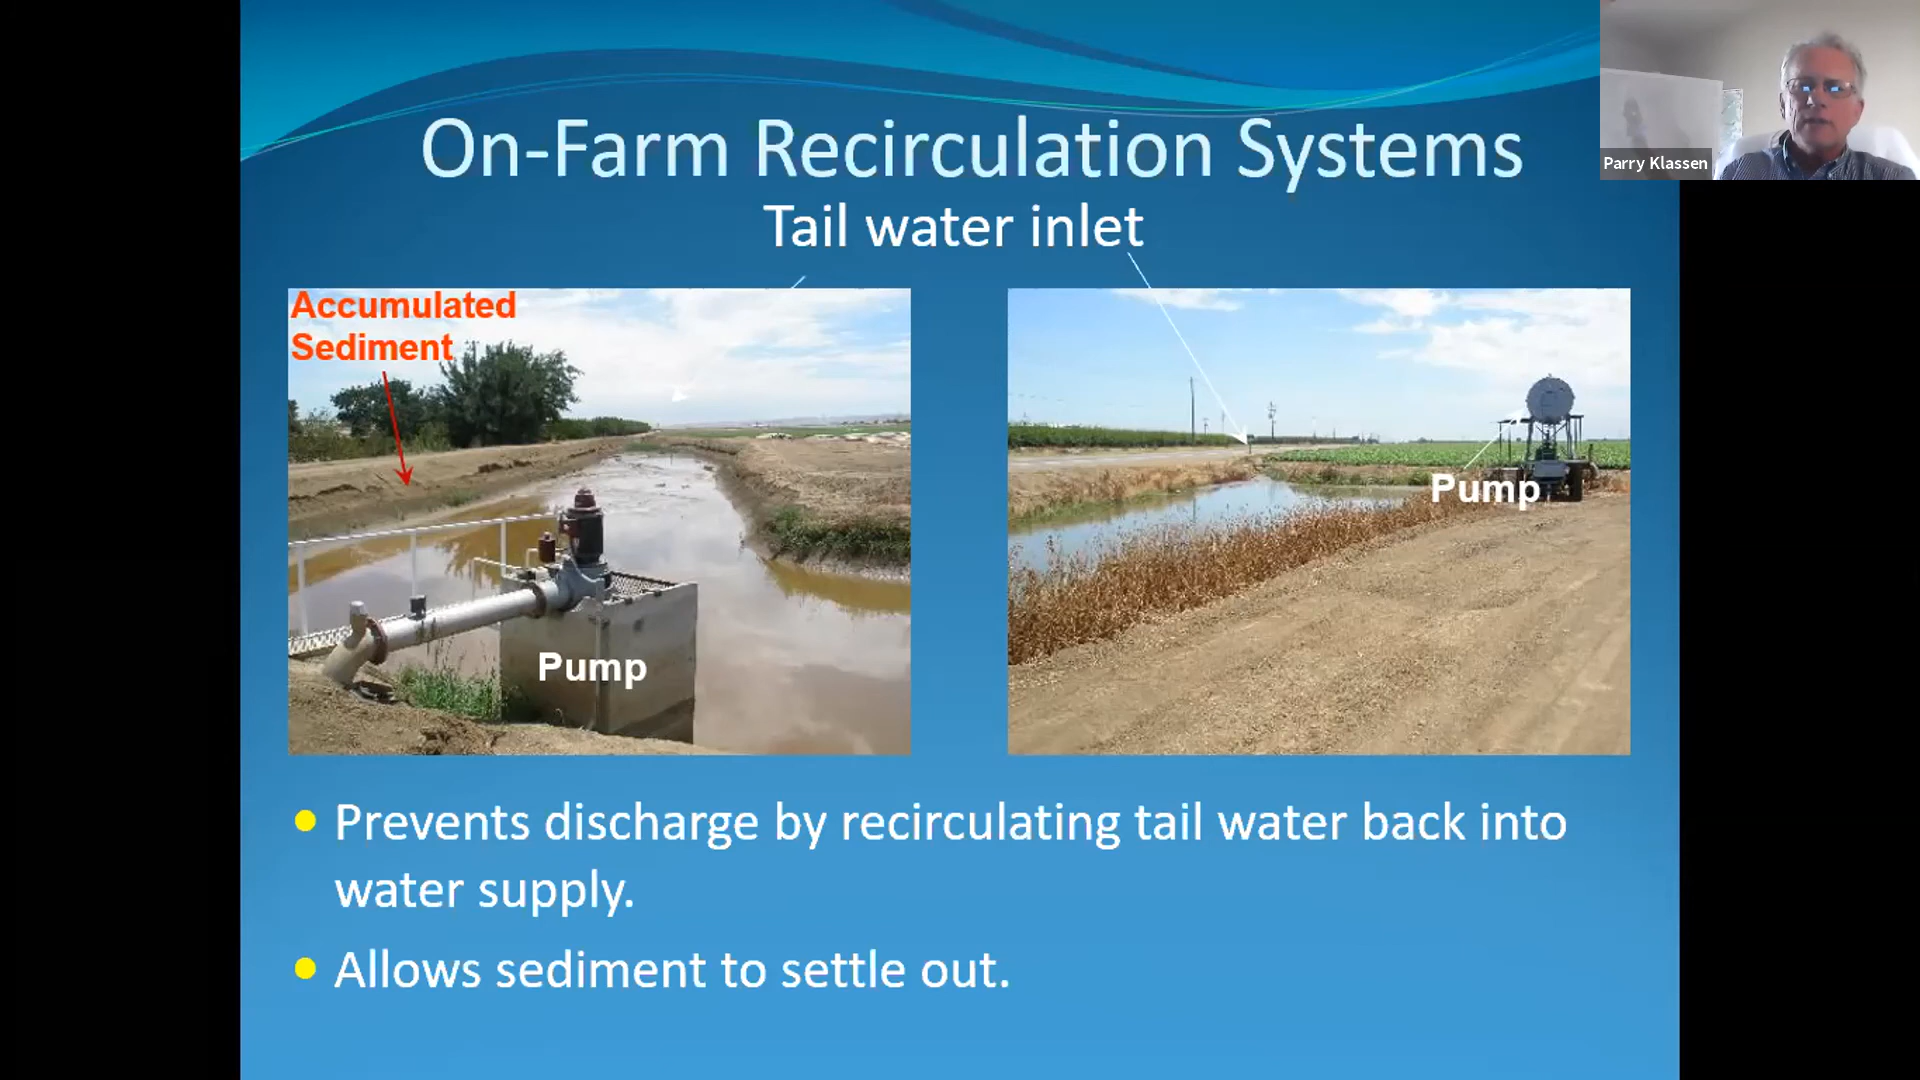 On-Farm Recirculation Systems
Parry Klassen
Tail water inlet
Accumulated
Sediment
Pump
Pump
Prevents discharge by recirculating tail water back into
water supply.
Allows sediment to settle out.